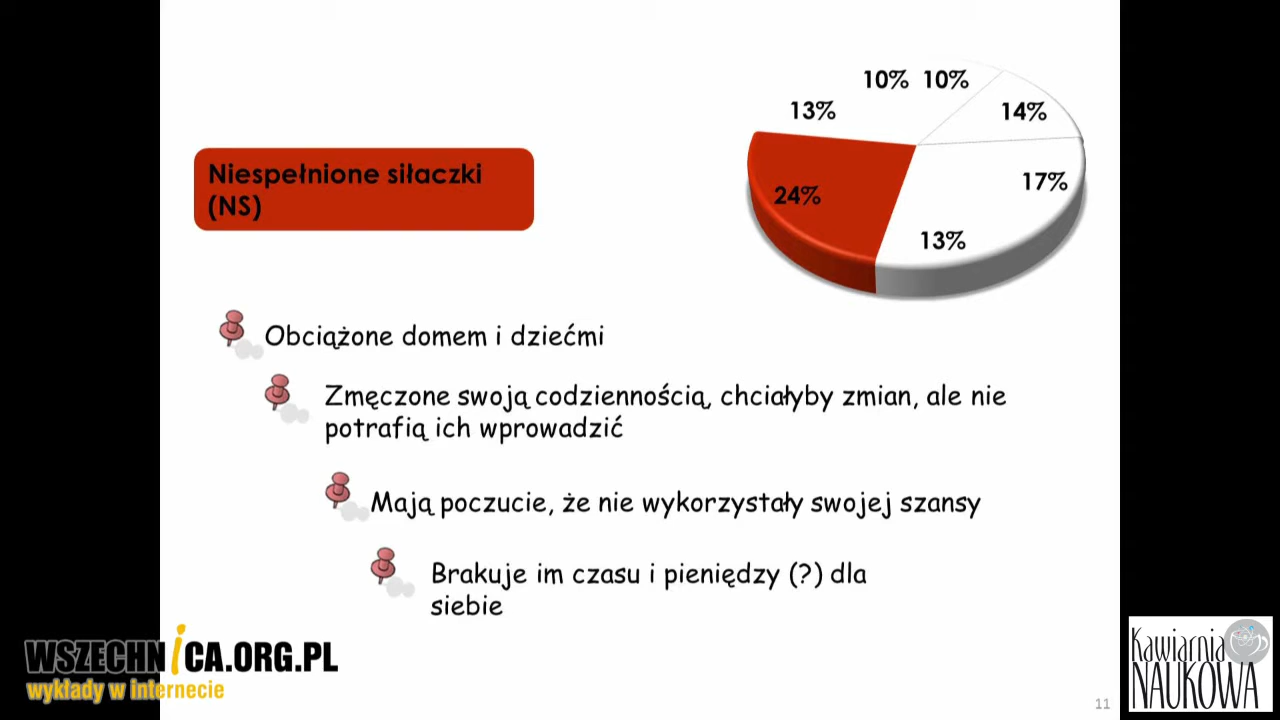 10% 10%
13%
14%
Niespełnione siłaczki
(NS)
17%
24%
13%
Obciążone domem i dziećmi
Zmęczone swoją codziennością, chciałyby zmian, ale nie
potrafią ich wprowadzić
Mają poczucie, że nie wykorzystały swojej szansy
Brakuje im czasu i pieniędzy (?) dla
siebie
WSZECHNICA.ORG.PL
wykłady w internecie
Kawiarnia
NAUKOWA
11